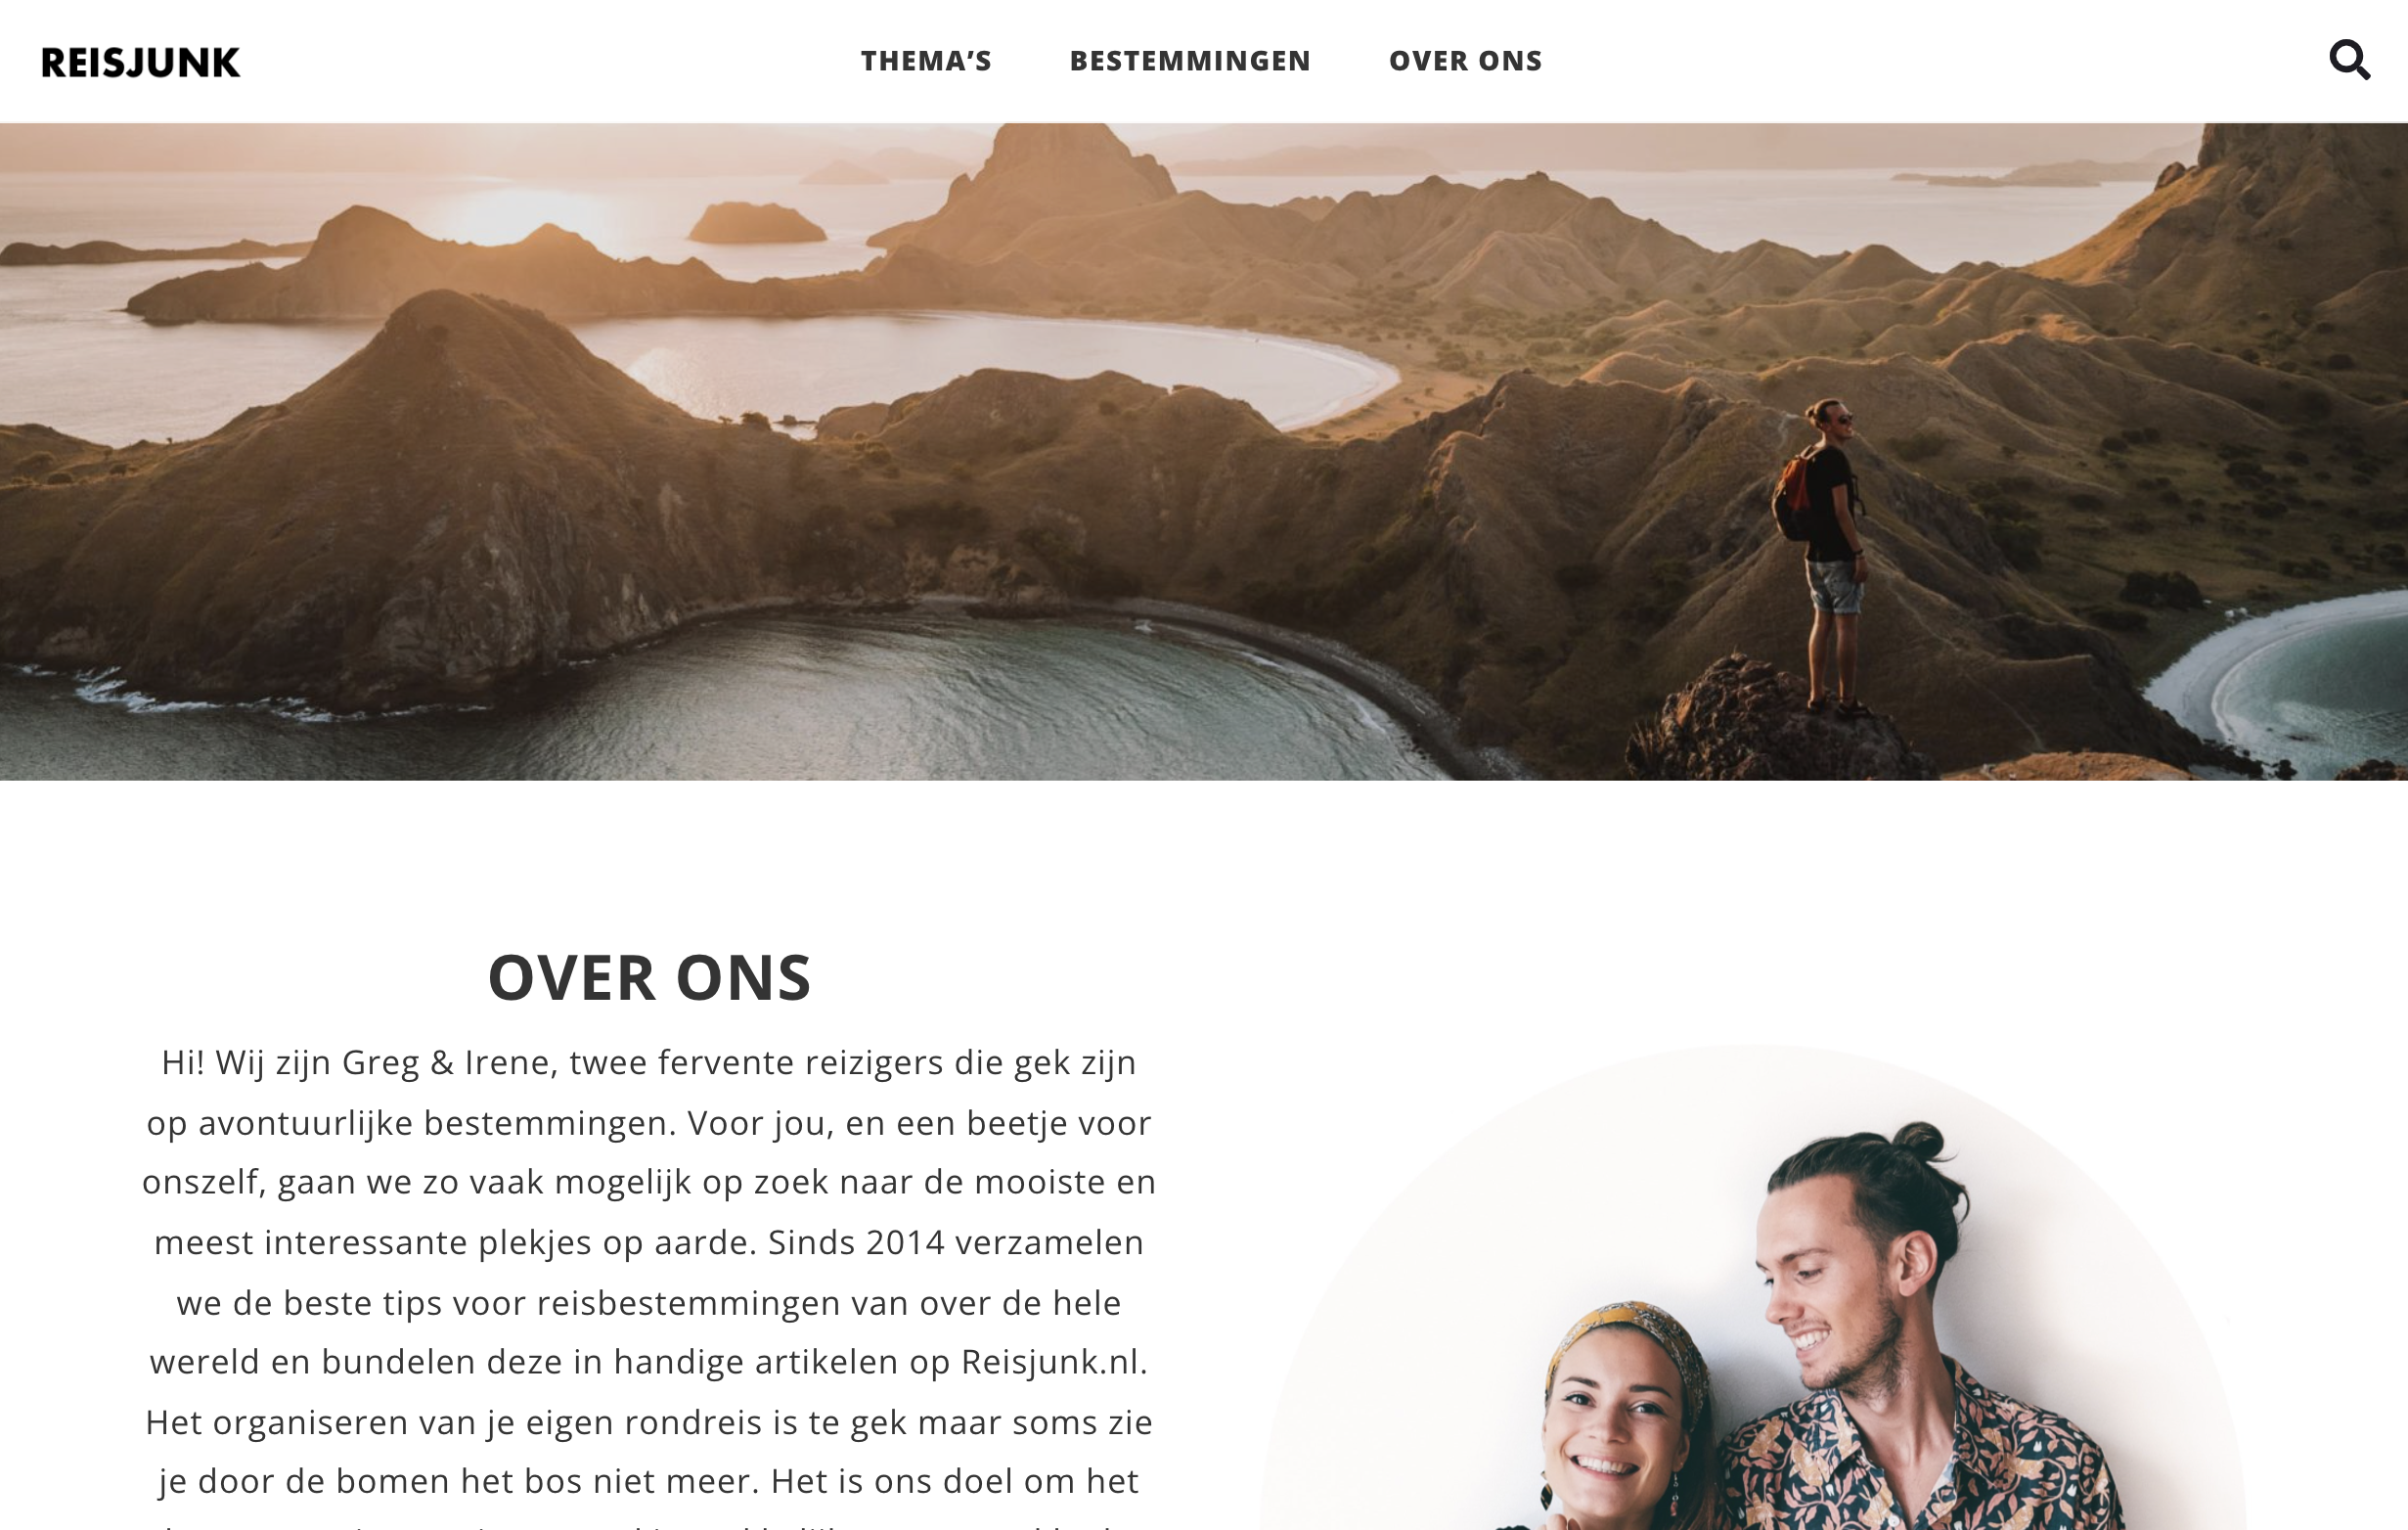 REISJUNK
THEMA’S
BESTEMMINGEN
OVER ONS
OVER ONS
Hi! Wij zijn Greg & Irene, twee fervente reizigers die gek zijn
op avontuurlijke bestemmingen. Voor jou, en een beetje voor
onszelf, gaan we zo vaak mogelijk op zoek naar de mooiste en
meest interessante plekjes op aarde. Sinds 2014 verzamelen
we de beste tips voor reisbestemmingen van over de hele
wereld en bundelen deze in handige artikelen op Reisjunk.nl.
Het organiseren van je eigen rondreis is te gek maar soms zie
je door de bomen het bos niet meer. Het is ons doel om het